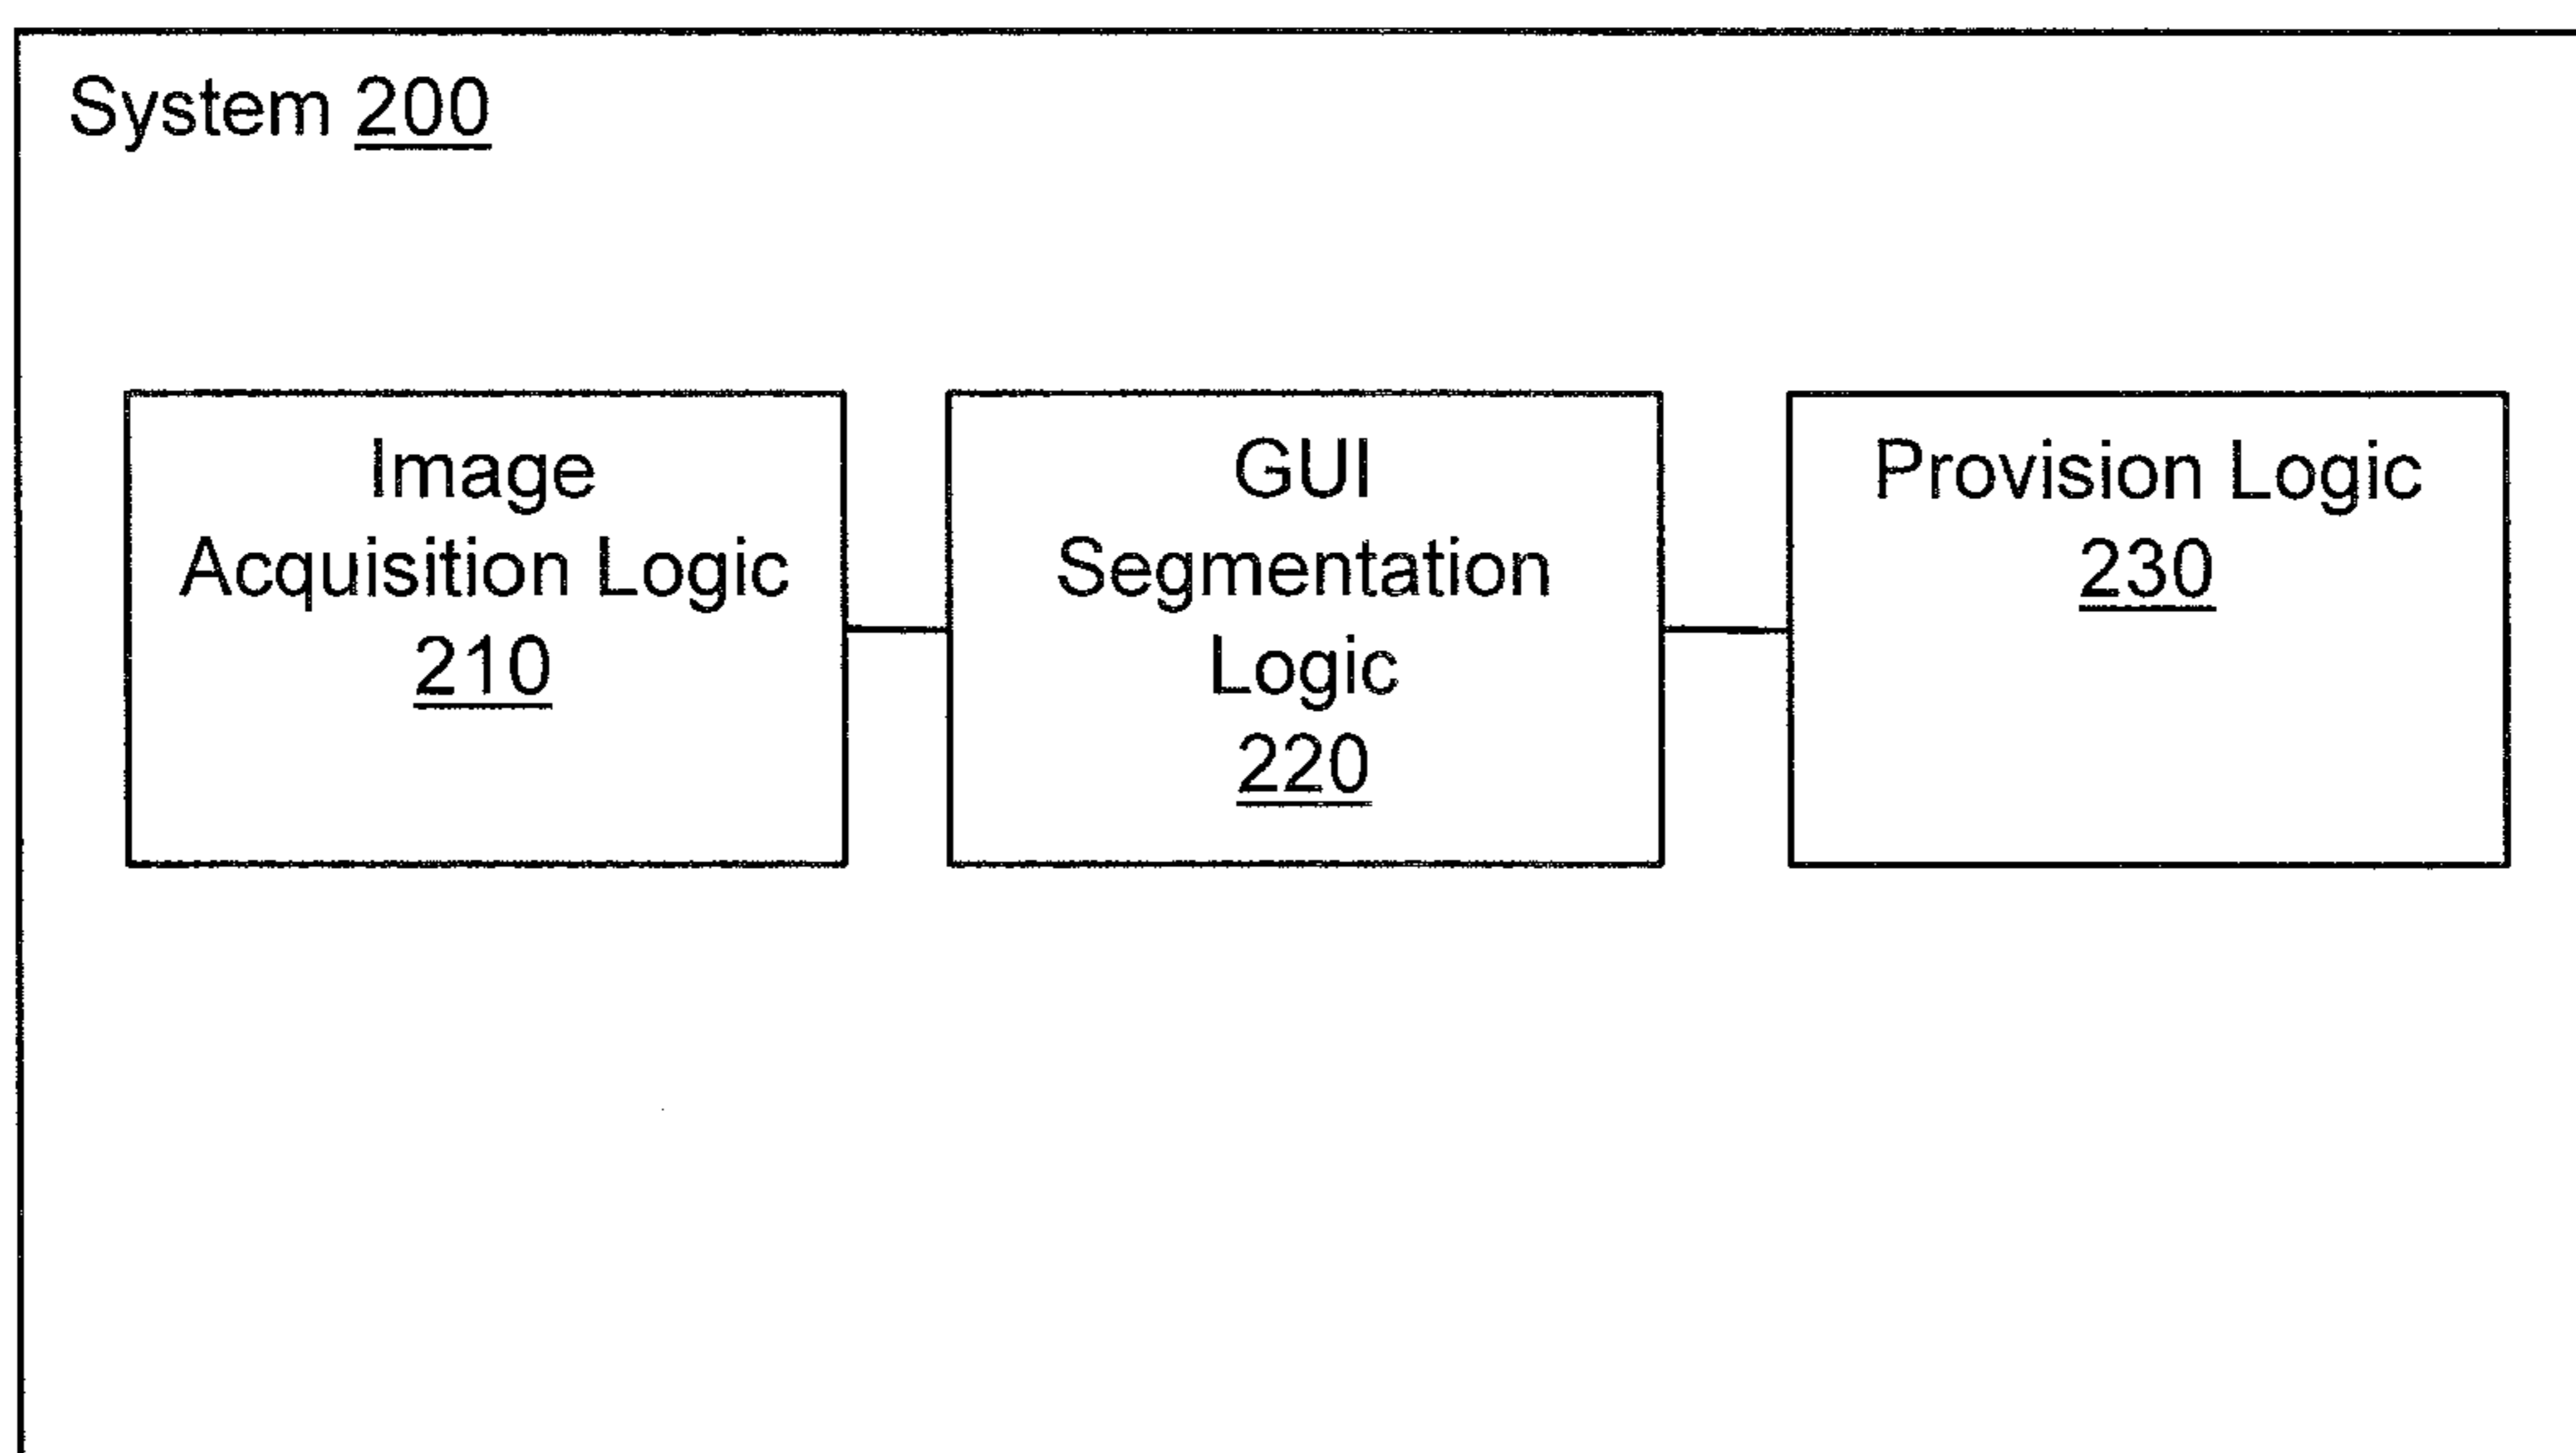 System 200
Image
Acquisition Logic
210
GUI
Segmentation
Logic
220
Provision Logic
230